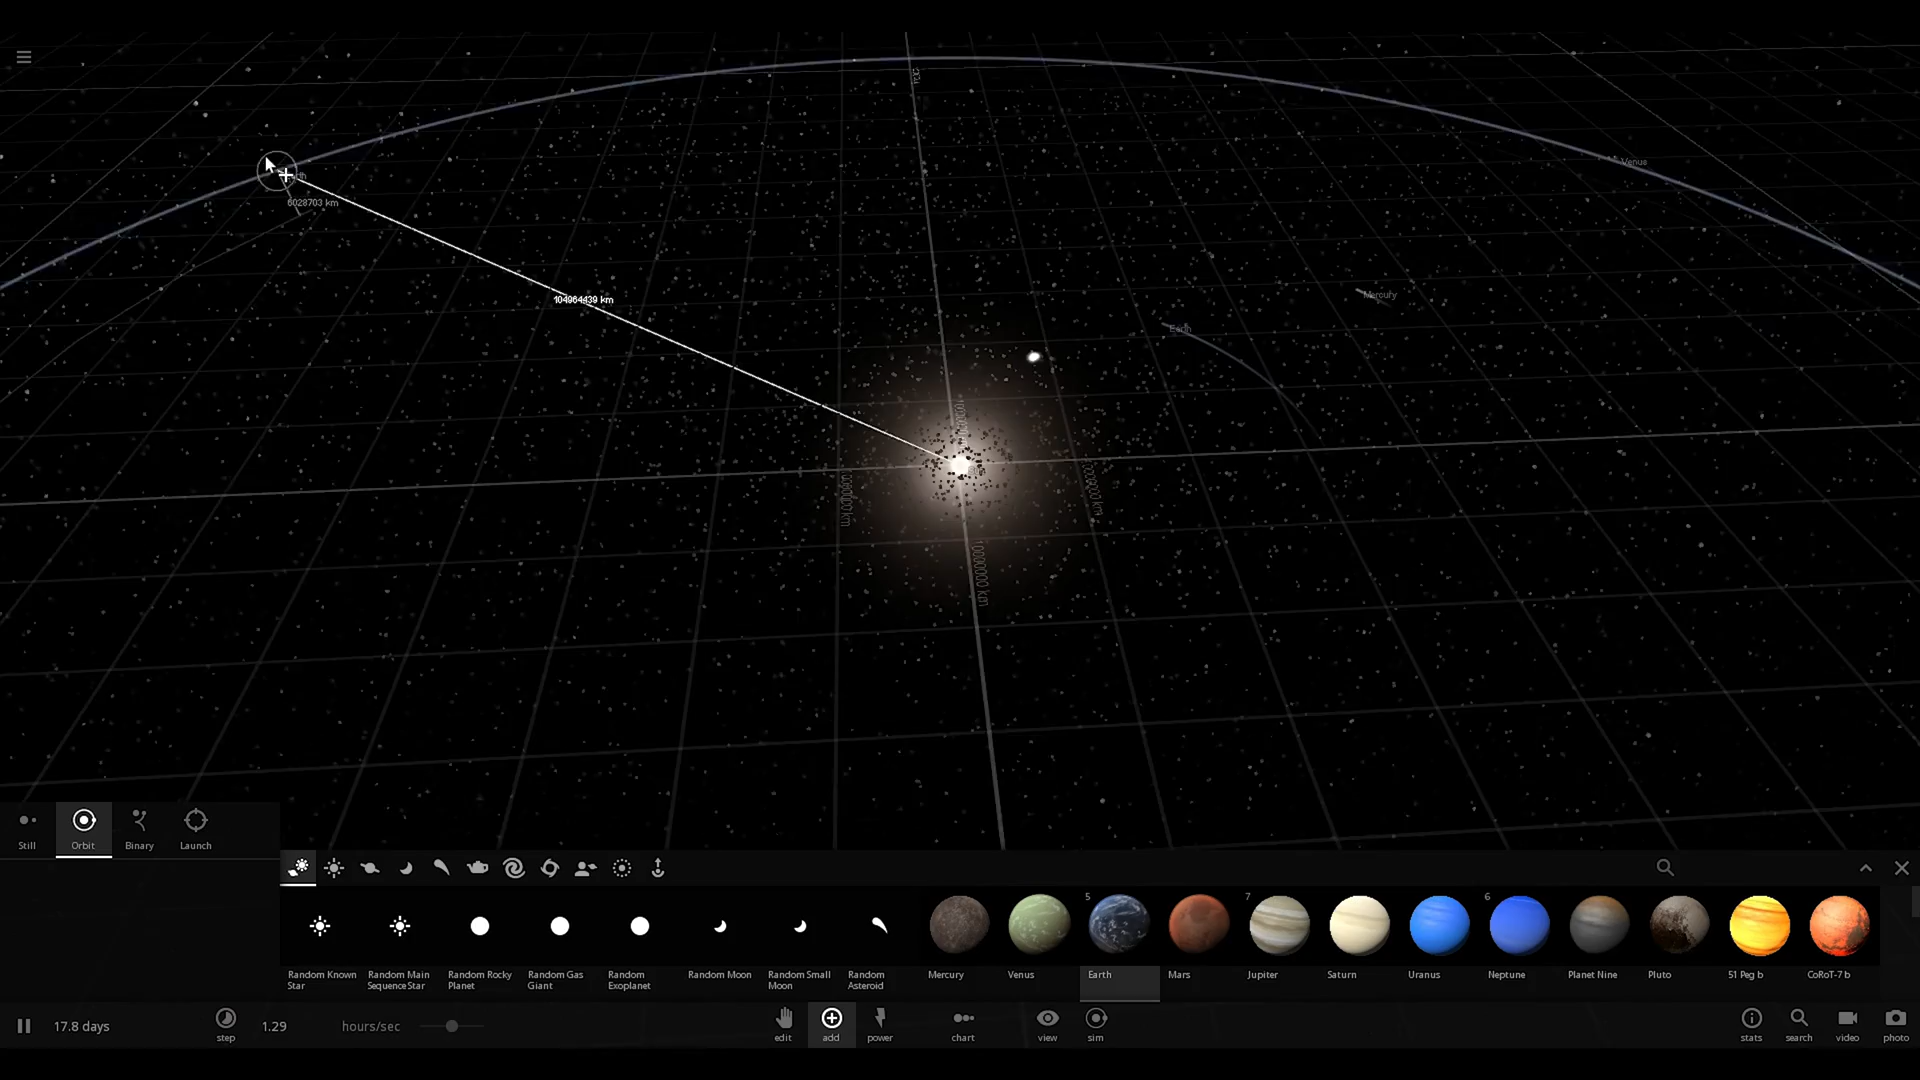 Venus
6028703 km
Mercury
104964439 km
Earth
10000000 km
Still
Orbit
Binary
Launch
5
7
6
Random Known
Star
Random Main
Sequence Star
Random Rocky
Planet
Random Gas
Giant
Random
Exoplanet
Random Moon
Random Small
Moon
Random
Asteroid
Mercury
Venus
Earth
Mars
Jupiter
Saturn
Uranus
Neptune
Planet Nine
Pluto
51 Peg b
CoRoT-7 b
17.8 days
step
1.29
hours/sec
edit
add
power
chart
view
sim
stats
search
video
photo